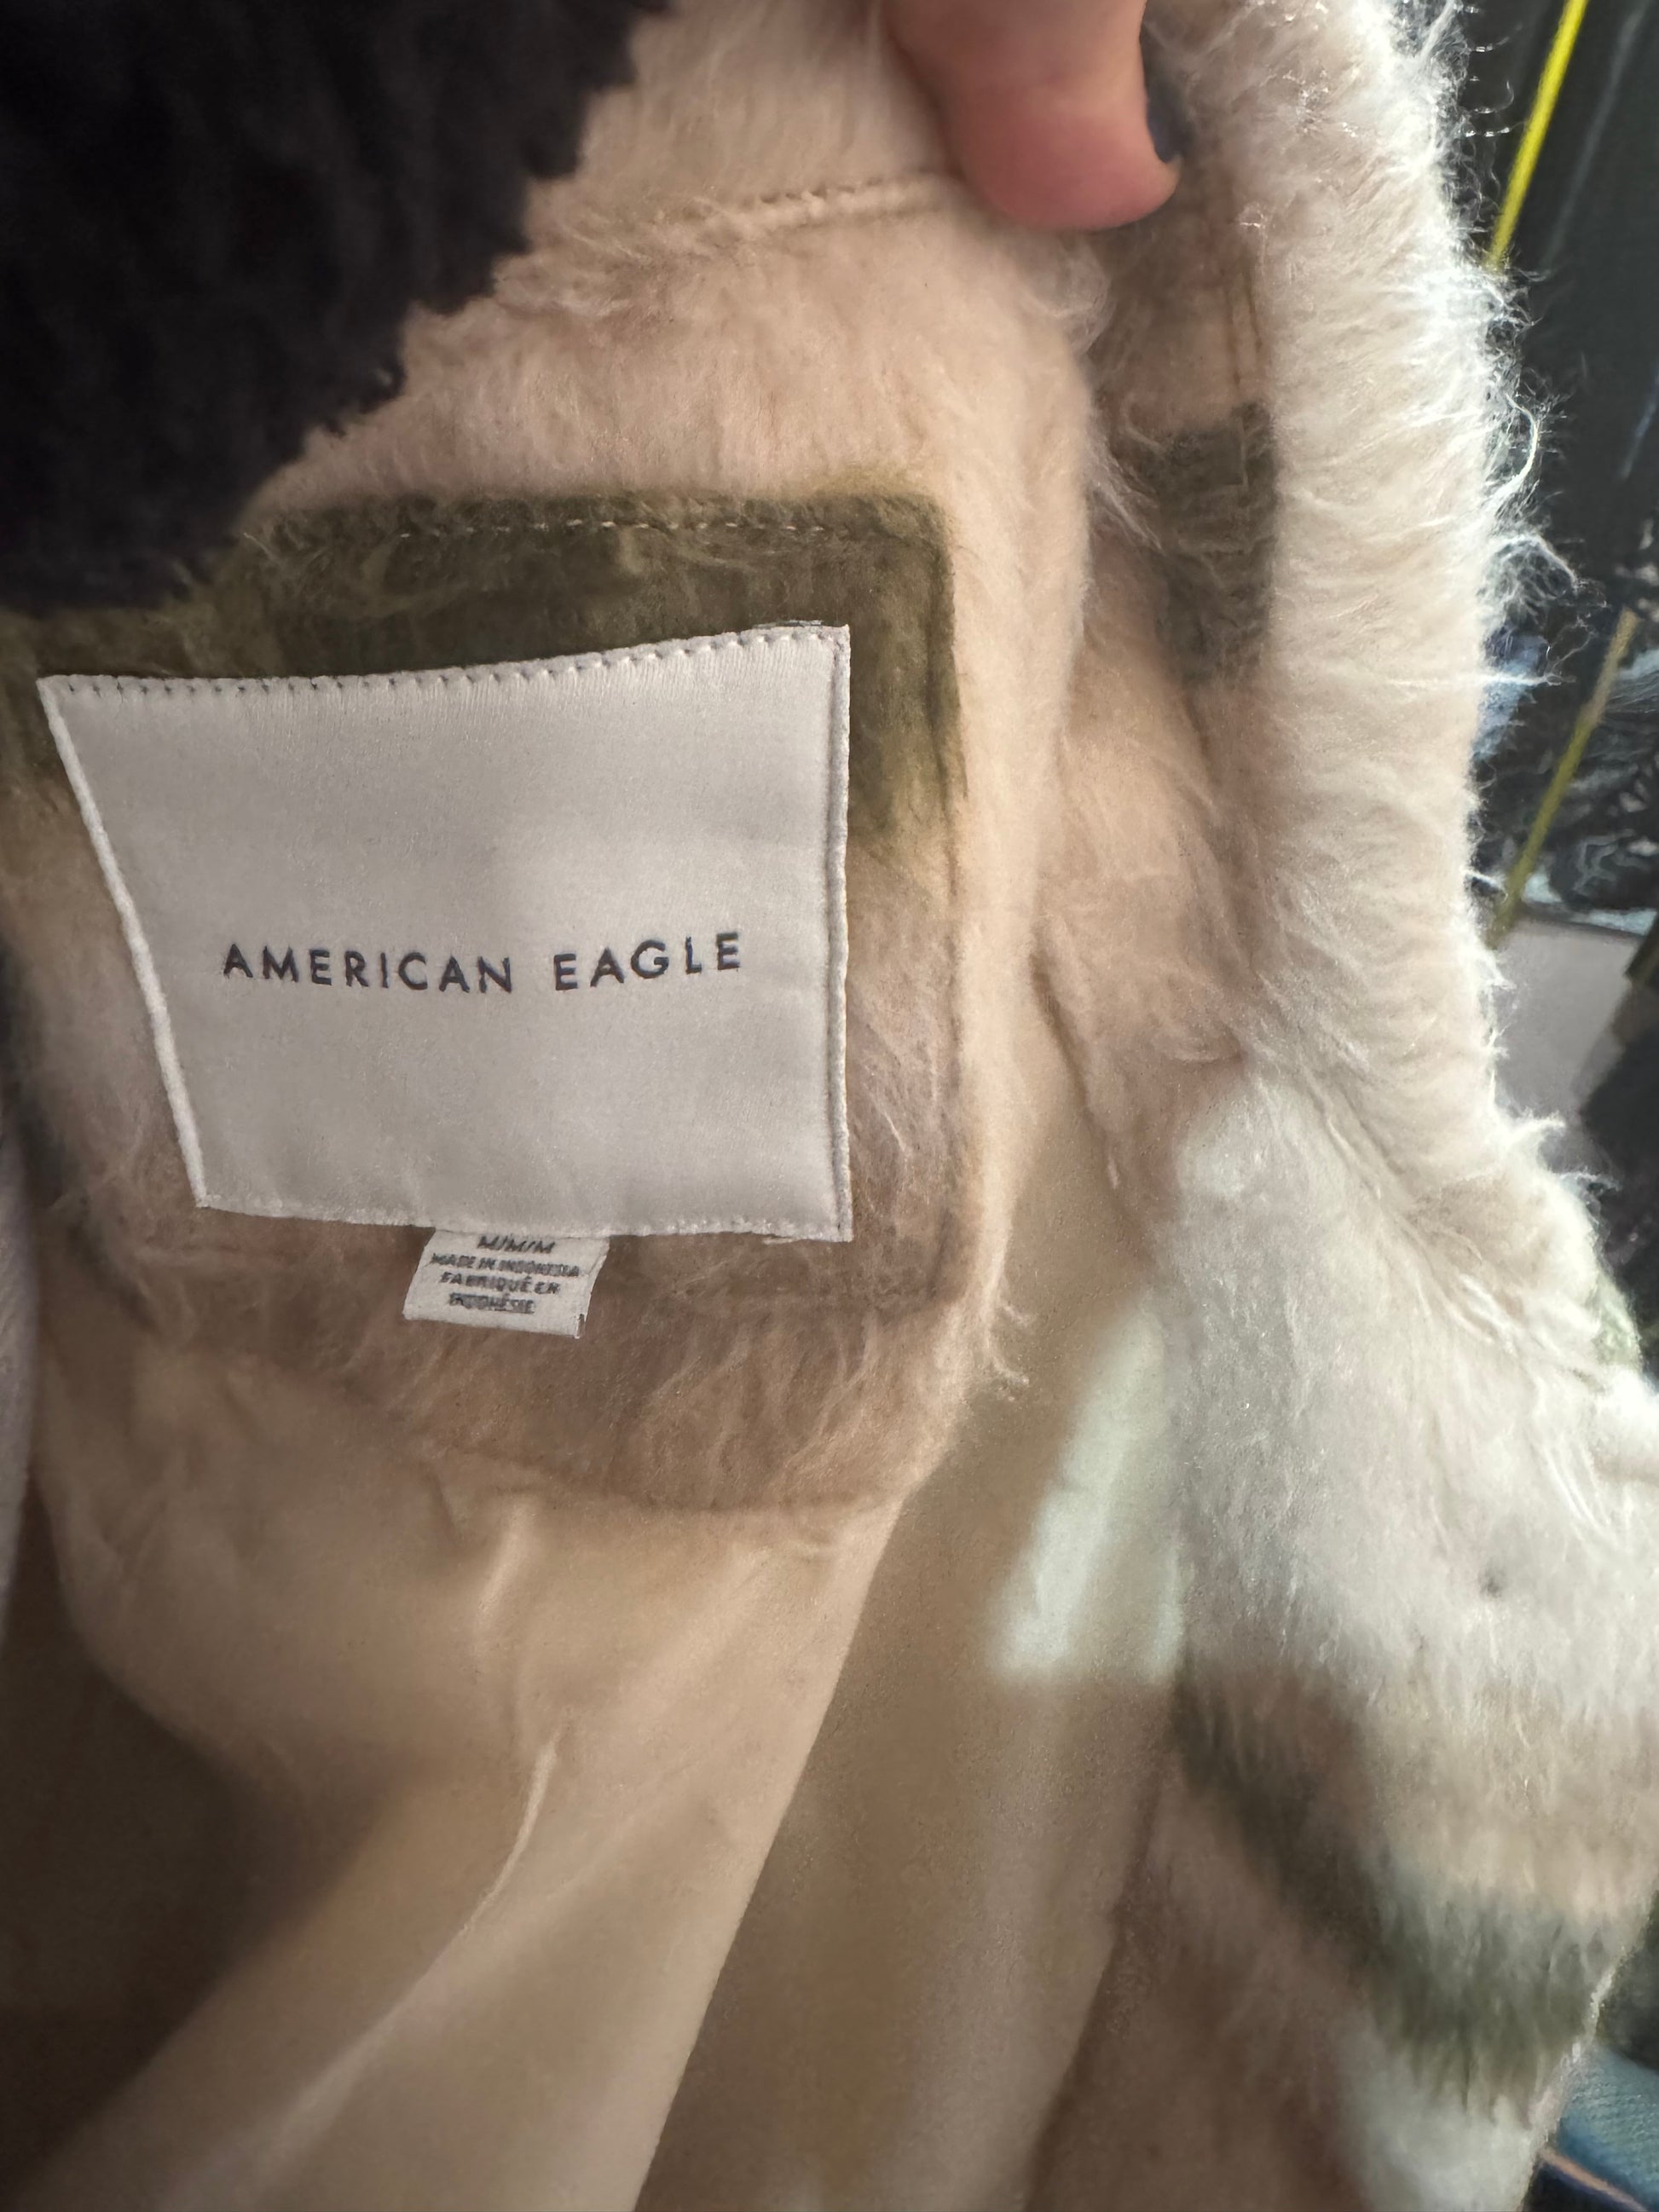 AMERICAN EAGLE
M/M/M
MADE IN INDONESIA
FABRIQUÉ EN
INDONÉSIE